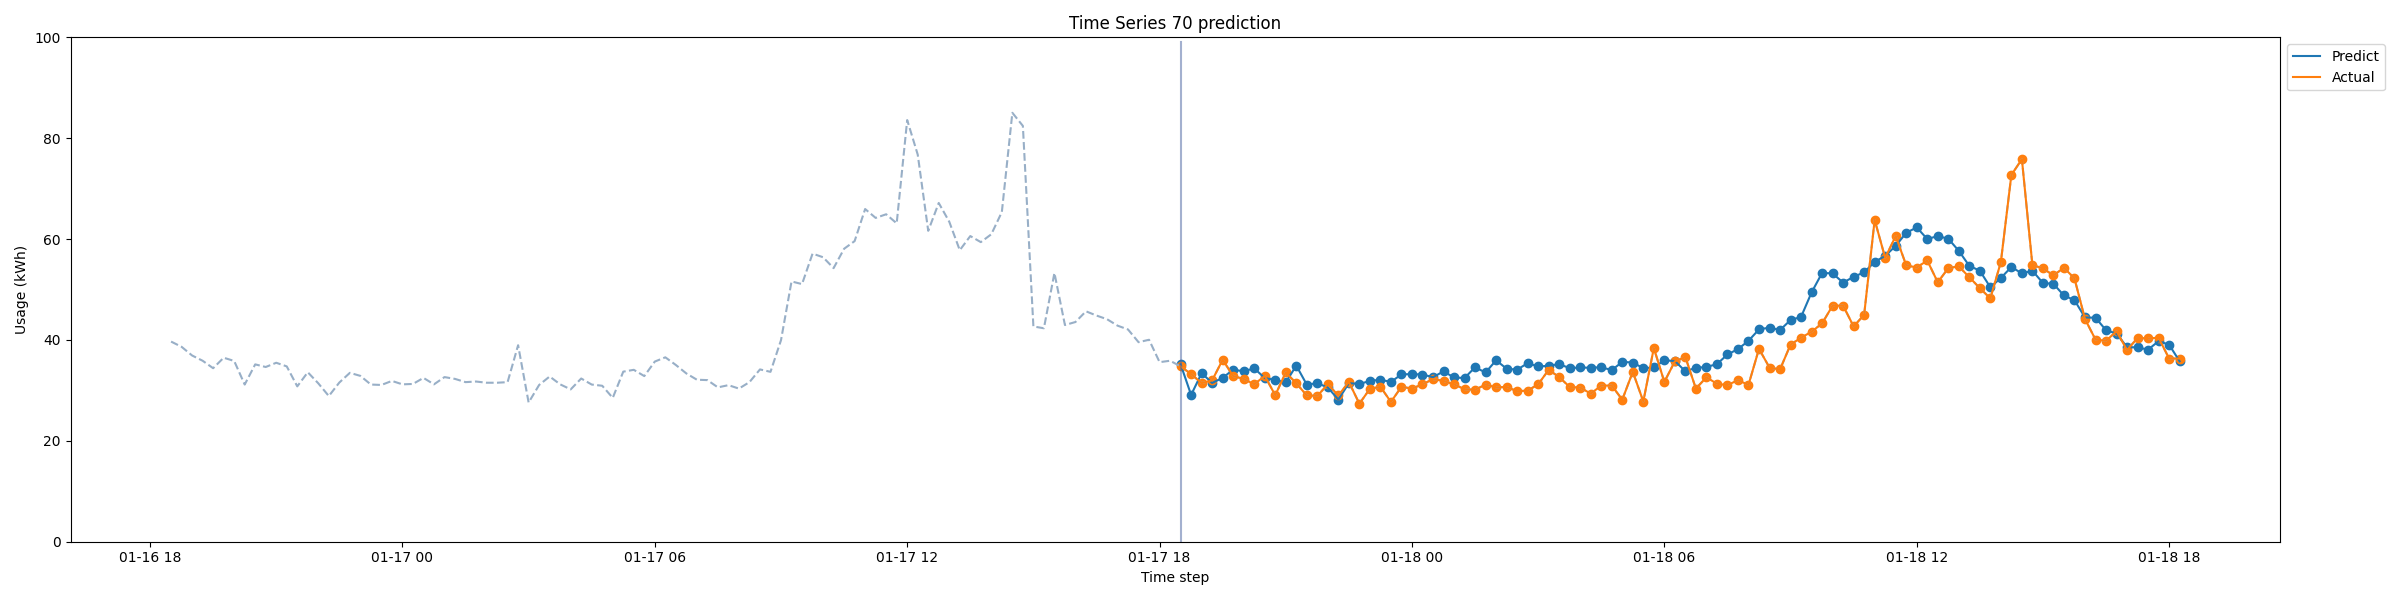 Time Series 70 prediction
Predict
Actual
Usage (kWh)
100
80
60
40
20
0
01-16 18 01-17 00 01-17 06 01-17 12 01-17 18 01-18 00 01-18 06 01-18 12 01-18 18
Time step